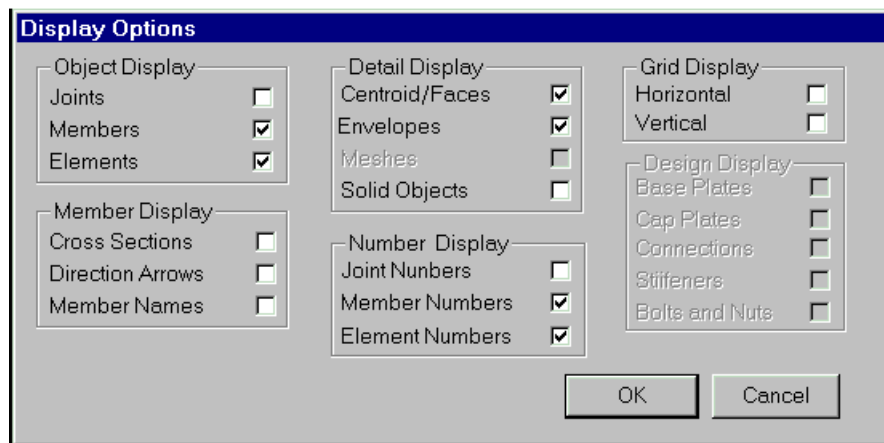 Display Options
Object Display
Joints
Members
Elements
Member Display
Cross Sections
Direction Arrows
Member Names
Detail Display
Centroid/Faces
Envelopes
Meshes
Solid Objects
Number Display
Joint Nunbers
Member Numbers
Element Numbers
Grid Display
Horizontal
Vertical
Design Display
Base Plates
Cap Plates
Connections
Stiifeners
Bolts and Nuts
OK
Cancel